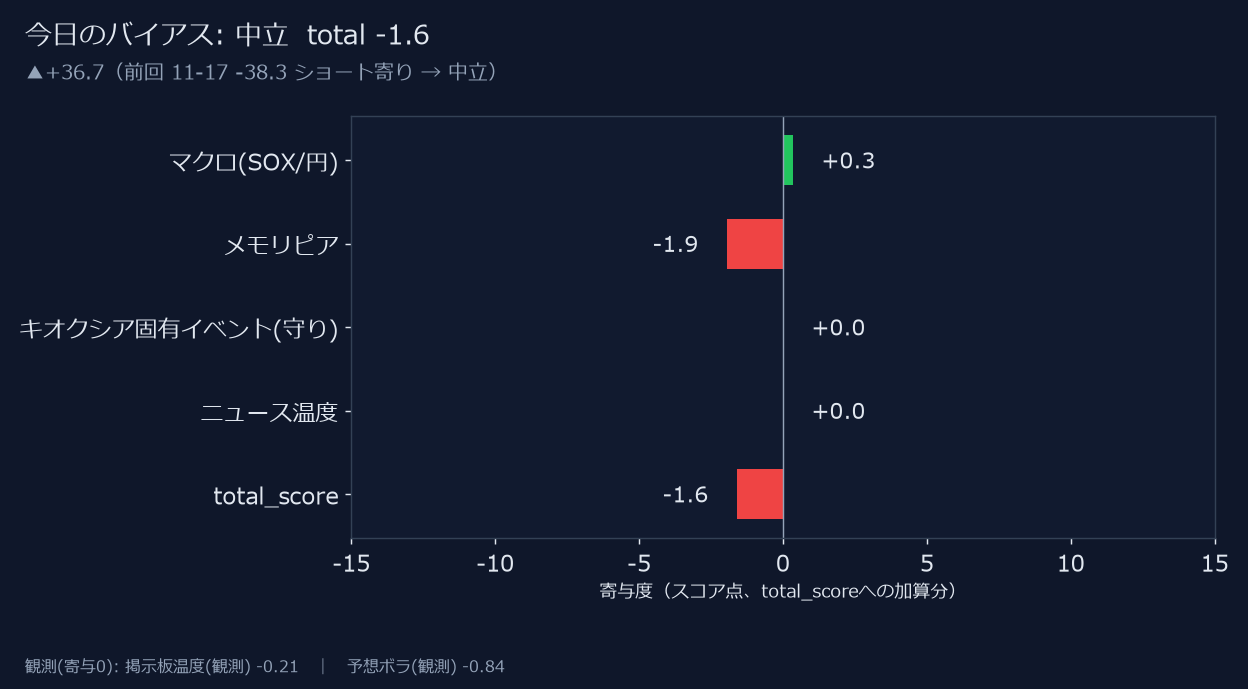 今日のバイアス: 中立  total -1.6
▲+36.7（前回 11-17 -38.3 ショート寄り → 中立）
マクロ(SOX/円)
+0.3
メモリピア
-1.9
キオクシア固有イベント(守り)
+0.0
ニュース温度
+0.0
total_score
-1.6
-15 -10 -5 0 5 10 15
寄与度（スコア点、total_scoreへの加算分）
観測(寄与0): 掲示板温度(観測) -0.21 ｜ 予想ボラ(観測) -0.84